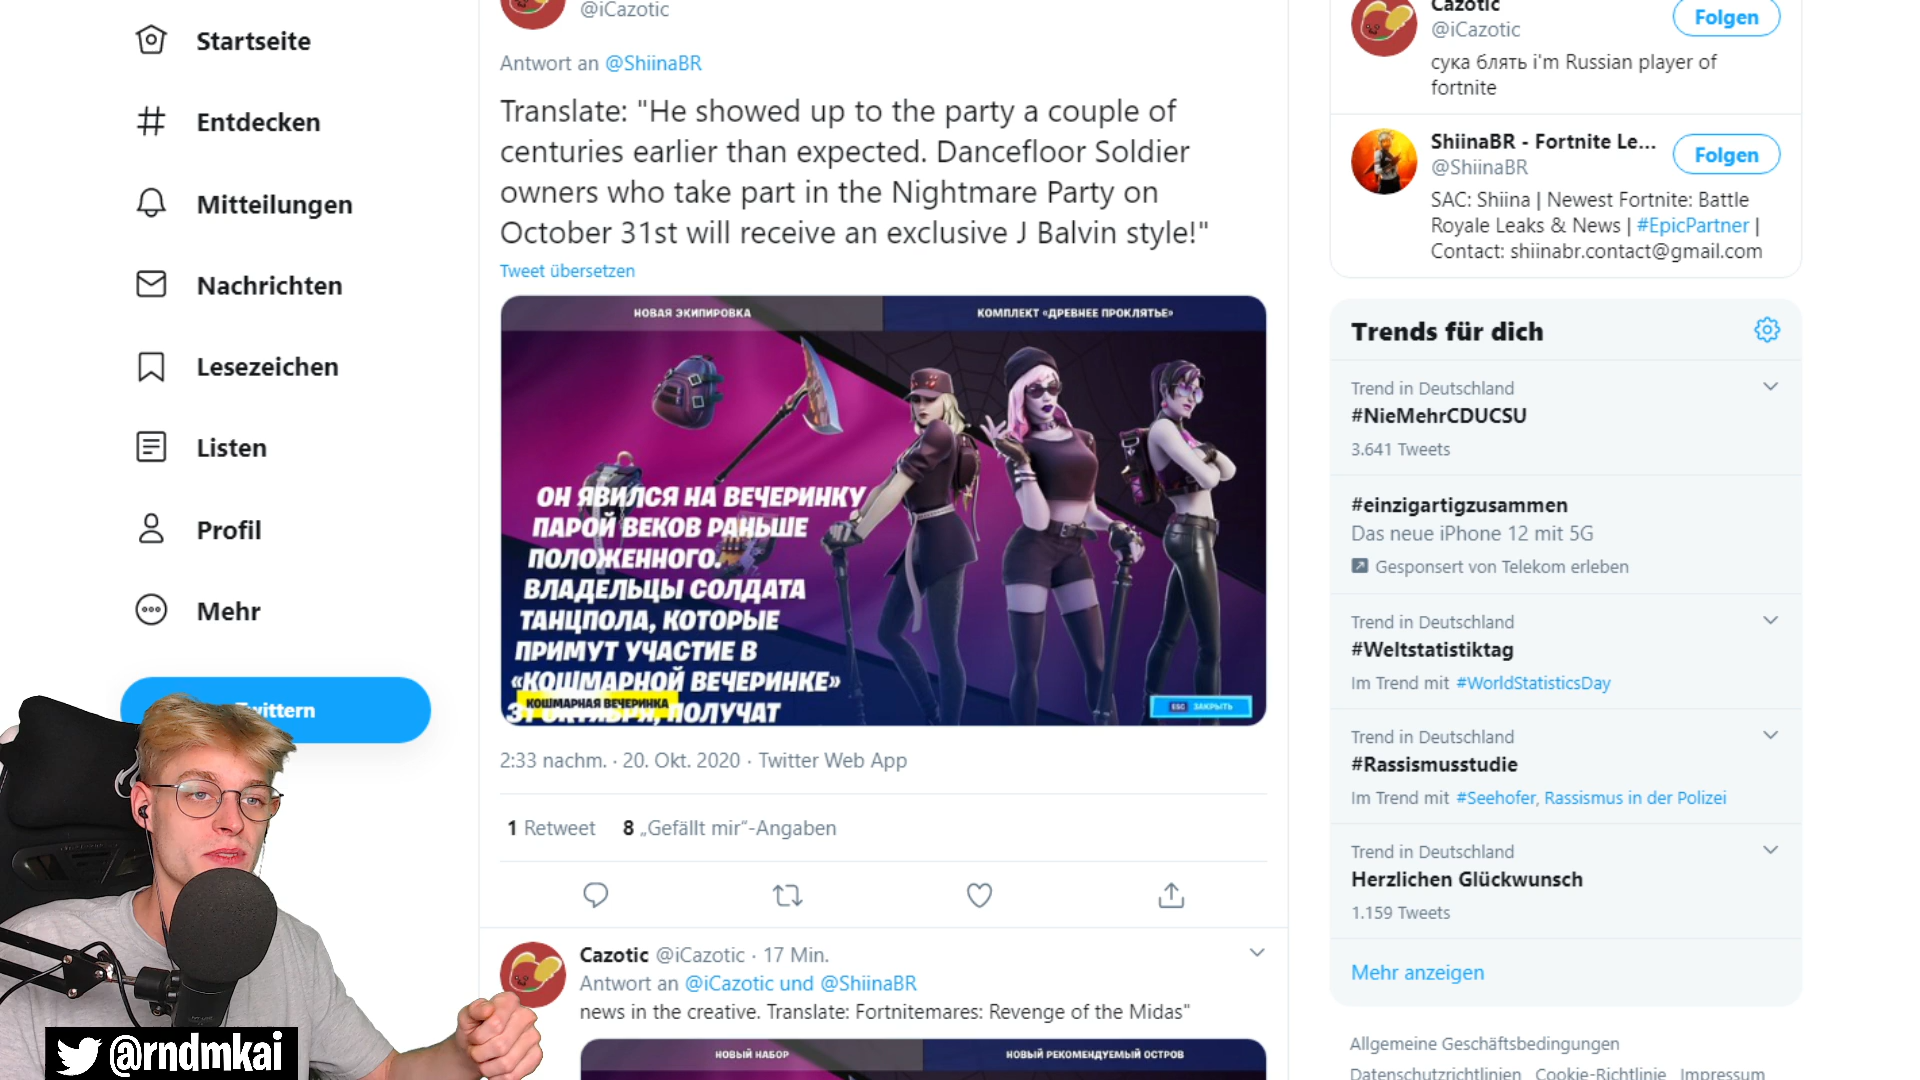 Startseite
Entdecken
Mitteilungen
Nachrichten
Lesezeichen
Listen
Profil
Mehr
Twittern
@iCazotic
Antwort an @ShiinaBR
Translate: "He showed up to the party a couple of
centuries earlier than expected. Dancefloor Soldier
owners who take part in the Nightmare Party on
October 31st will receive an exclusive J Balvin style!"
Tweet übersetzen
НОВАЯ ЭКИПИРОВКА
КОМПЛЕКТ «ДРЕВНЕЕ ПРОКЛЯТЬЕ»
ОН ЯВИЛСЯ НА ВЕЧЕРИНКУ
ПАРОЙ ВЕКОВ РАНЬШЕ
ПОЛОЖЕННОГО.
ВЛАДЕЛЬЦЫ СОЛДАТА
ТАНЦПОЛА, КОТОРЫЕ
ПРИМУТ УЧАСТИЕ В
«КОШМАРНОЙ ВЕЧЕРИНКЕ»
31 ОКТЯБРЯ, ПОЛУЧАТ
КОШМАРНАЯ ВЕЧЕРИНКА
ESC ЗАКРЫТЬ
2:33 nachm. · 20. Okt. 2020 · Twitter Web App
1 Retweet 8 „Gefällt mir“-Angaben
Cazotic @iCazotic · 17 Min.
Antwort an @iCazotic und @ShiinaBR
news in the creative. Translate: Fortnitemares: Revenge of the Midas"
НОВЫЙ НАБОР
НОВЫЙ РЕКОМЕНДУЕМЫЙ ОСТРОВ
Cazotic
@iCazotic
Folgen
сука блять i'm Russian player of
fortnite
ShiinaBR - Fortnite Le...
@ShiinaBR
Folgen
SAC: Shiina | Newest Fortnite: Battle
Royale Leaks & News | #EpicPartner |
Contact: shiinabr.contact@gmail.com
Trends für dich
Trend in Deutschland
#NieMehrCDUCSU
3.641 Tweets
#einzigartigzusammen
Das neue iPhone 12 mit 5G
Gesponsert von Telekom erleben
Trend in Deutschland
#Weltstatistiktag
Im Trend mit #WorldStatisticsDay
Trend in Deutschland
#Rassismusstudie
Im Trend mit #Seehofer, Rassismus in der Polizei
Trend in Deutschland
Herzlichen Glückwunsch
1.159 Tweets
Mehr anzeigen
Allgemeine Geschäftsbedingungen
Datenschutzrichtlinien Cookie-Richtlinie Impressum
@rndmkai